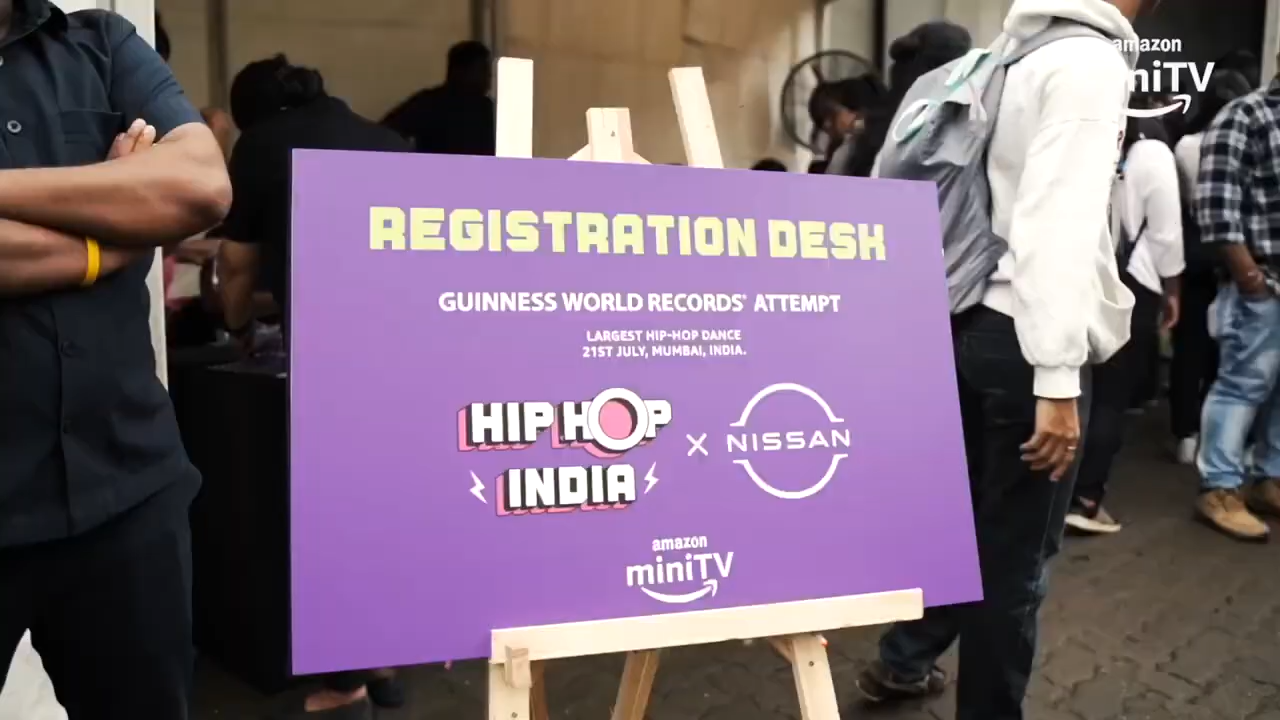 amazon
miniTV
REGISTRATION DESK
GUINNESS WORLD RECORDS® ATTEMPT
LARGEST HIP-HOP DANCE
21ST JULY, MUMBAI, INDIA.
HIP HOP
INDIA
X NISSAN
amazon
miniTV